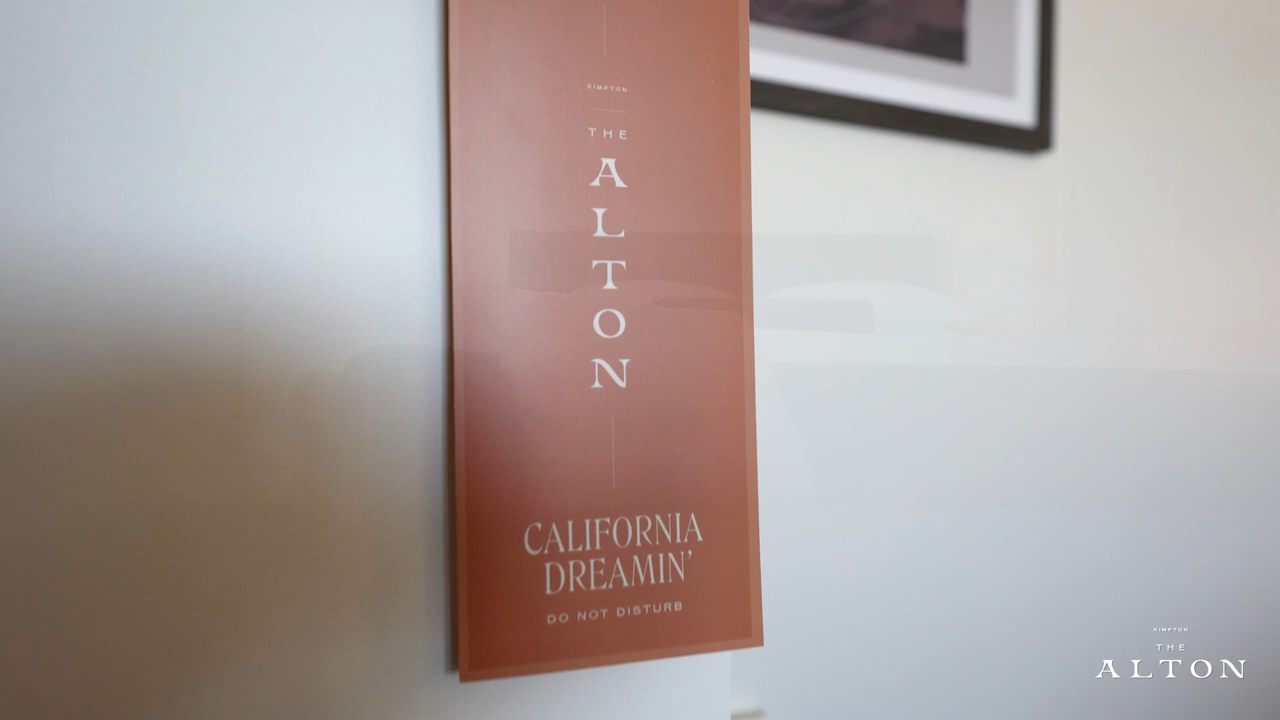 KIMPTON
THE
ALTON
CALIFORNIA
DREAMIN'
DO NOT DISTURB
KIMPTON
THE
ALTON